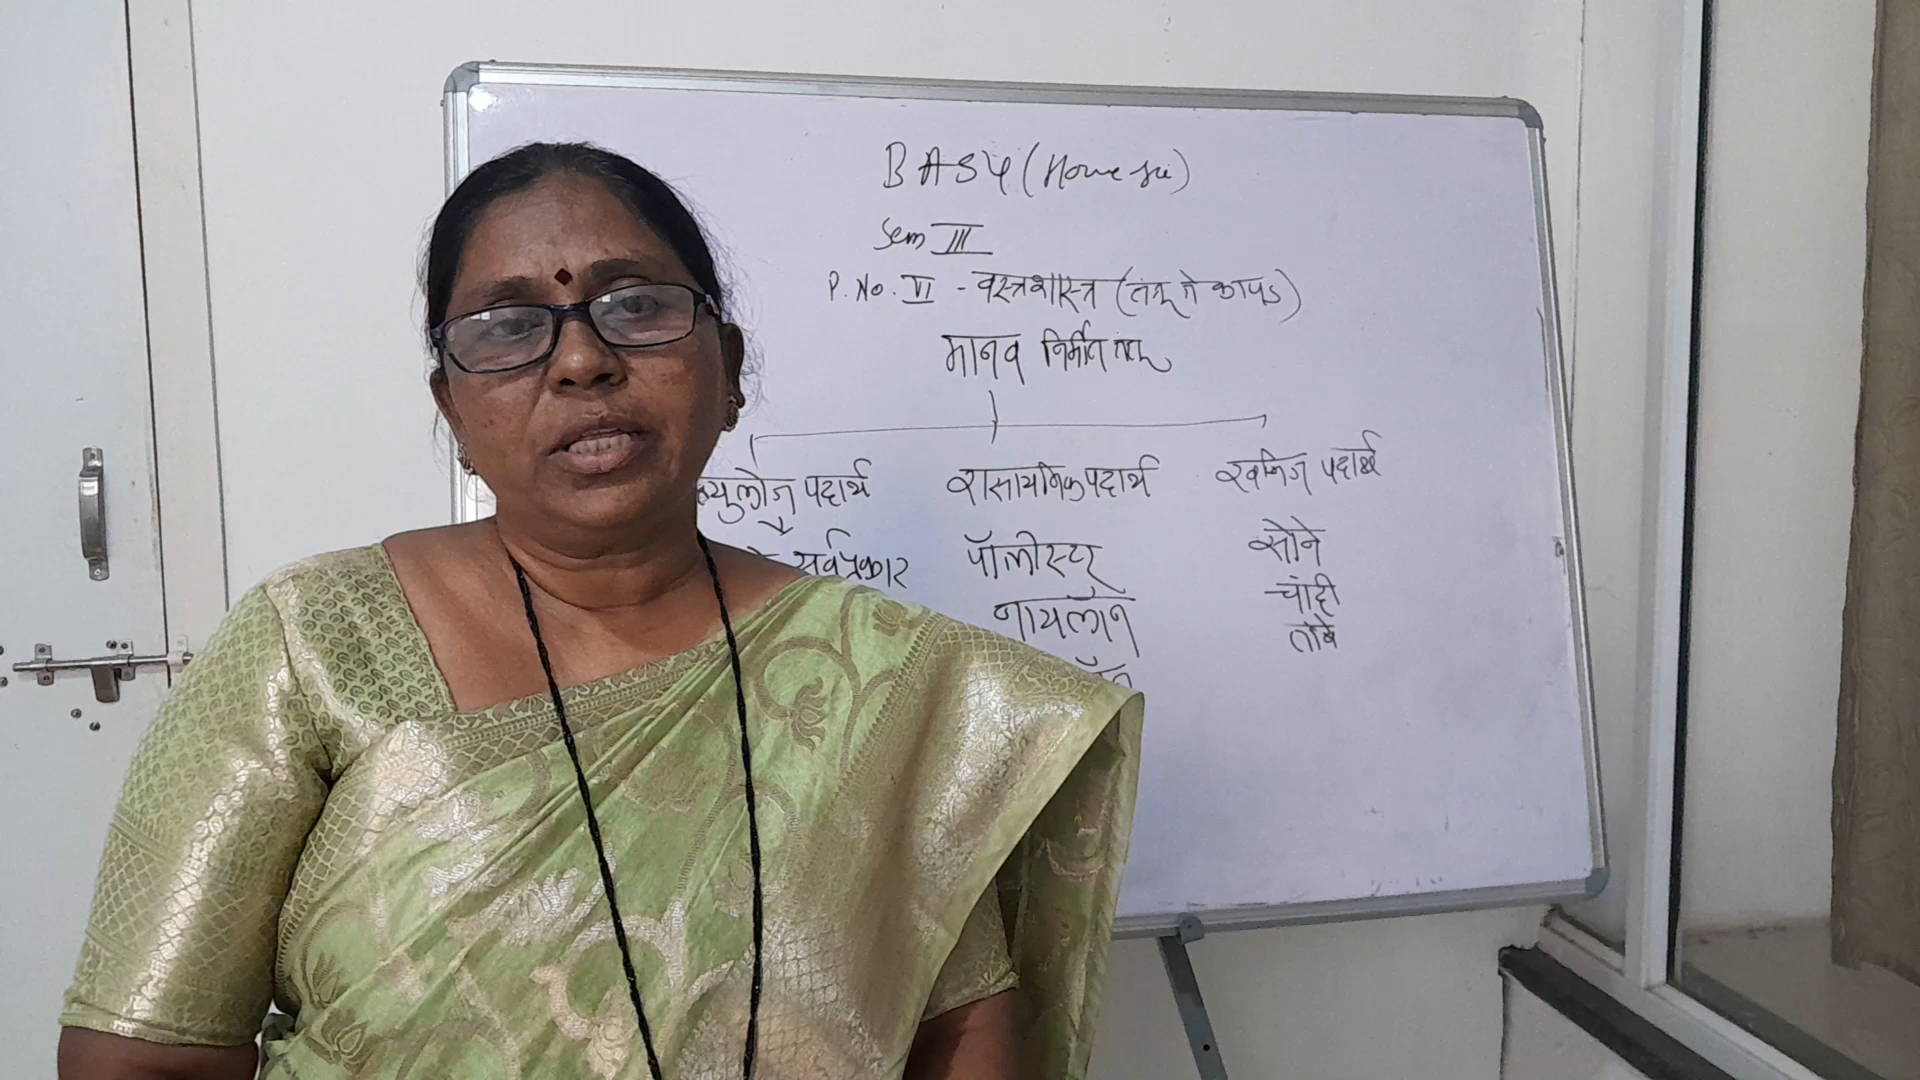 BASY (Home Sci)
Sem III
P. No. VI - वस्त्रशास्त्र (तंतू ते कापड)
मानव निर्मित तंतू
ल्युलोज पदार्थ रासायनिक पदार्थ खनिज पदार्थ
सर्वप्रकार पॉलीस्टर सोने
नायलॉन चांदी
तांबे